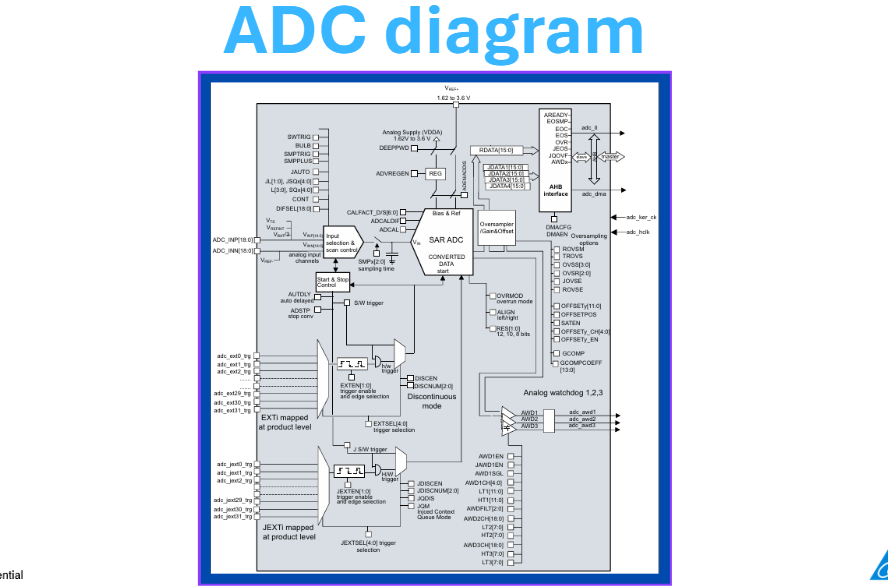 ADC diagram
VREF+
1.62 to 3.6 V
AREADY
EOSMP
EOC
EOS
OVR
JEOS
JQOVF
AWDx
adc_it
master
adc_dma
AHB
interface
SWTRIG
BULB
SMPTRIG
SMPPLUS
JAUTO
JL[1:0], JSQx[4:0]
L[3:0], SQx[4:0]
CONT
DIFSEL[18:0]
Analog Supply (VDDA)
1.62V to 3.6 V
DEEPPWD
ADVREGEN
REG
RDATA[15:0]
JDATA1[15:0]
JDATA2[15:0]
JDATA3[15:0]
JDATA4[15:0]
CALFACT_D/S[6:0]
ADCALDIF
ADCAL
Bias & Ref
SAR ADC
VIN
CONVERTED
DATA
start
Oversampler
/Gain&Offset
DMACFG
DMAEN
adc_ker_ck
adc_hclk
Oversampling
options
ROVSM
TROVS
OVSS[3:0]
OVSR[2:0]
JOVSE
ROVSE
OFFSETy[11:0]
OFFSETPOS
SATEN
OFFSETy_CH[4:0]
OFFSETy_EN
GCOMP
GCOMPCOEFF
[13:0]
ADC_INP[18:0]
ADC_INN[18:0]
VREF-
analog input
channels
Input
selection &
scan control
SMPx[2:0]
sampling time
Start & Stop
Control
AUTDLY
auto delayed
ADSTP
stop conv
S/W trigger
OVRMOD
overrun mode
ALIGN
left/right
RES[1:0]
12, 10, 8 bits
adc_ext0_trg
adc_ext1_trg
adc_ext2_trg
......
......
adc_ext29_trg
adc_ext30_trg
adc_ext31_trg
EXTi mapped
at product level
h/w
trigger
EXTEN[1:0]
trigger enable
and edge selection
DISCEN
DISCNUM[2:0]
Discontinuous
mode
EXTSEL[4:0]
trigger selection
Analog watchdog 1,2,3
AWD1
AWD2
AWD3
adc_awd1
adc_awd2
adc_awd3
adc_jext0_trg
adc_jext1_trg
adc_jext2_trg
adc_jext29_trg
adc_jext30_trg
adc_jext31_trg
JEXTi mapped
at product level
J S/W trigger
H/W
trigger
JEXTEN[1:0]
trigger enable
and edge selection
JDISCEN
JDISCNUM[2:0]
JQDIS
JQM
Context
Queue Mode
JEXTSEL[4:0] trigger
selection
AWD1EN
JAWD1EN
AWD1SGL
AWD1CH[4:0]
LT1[11:0]
HT1[11:0]
AWDFILT[2:0]
AWD2CH[18:0]
LT2[7:0]
HT2[7:0]
AWD3CH[18:0]
HT3[7:0]
LT3[7:0]
ential